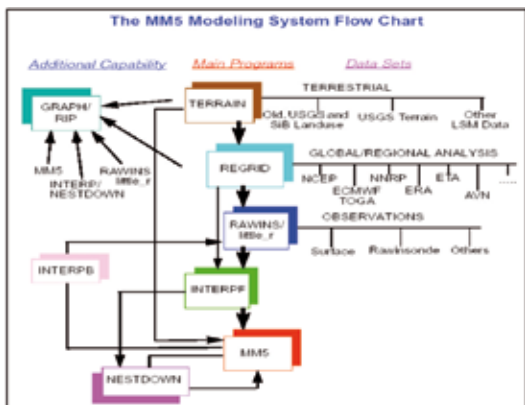 The MM5 Modeling System Flow Chart
Additional Capability
Main Programs
Data Sets
GRAPH/
RIP
MM5
INTERP/
NESTDOWN
RAWINS
little_r
TERRAIN
TERRESTRIAL
Old, USGS and
SiB Landuse
USGS Terrain
Other
LSM Data
REGRID
GLOBAL/REGIONAL ANALYSIS
NCEP
ECMWF
TOGA
NNRP
ERA
ETA
AVN
RAWINS/
little_r
OBSERVATIONS
Surface
Rawinsonde
Others
INTERPB
INTERPF
MM5
NESTDOWN